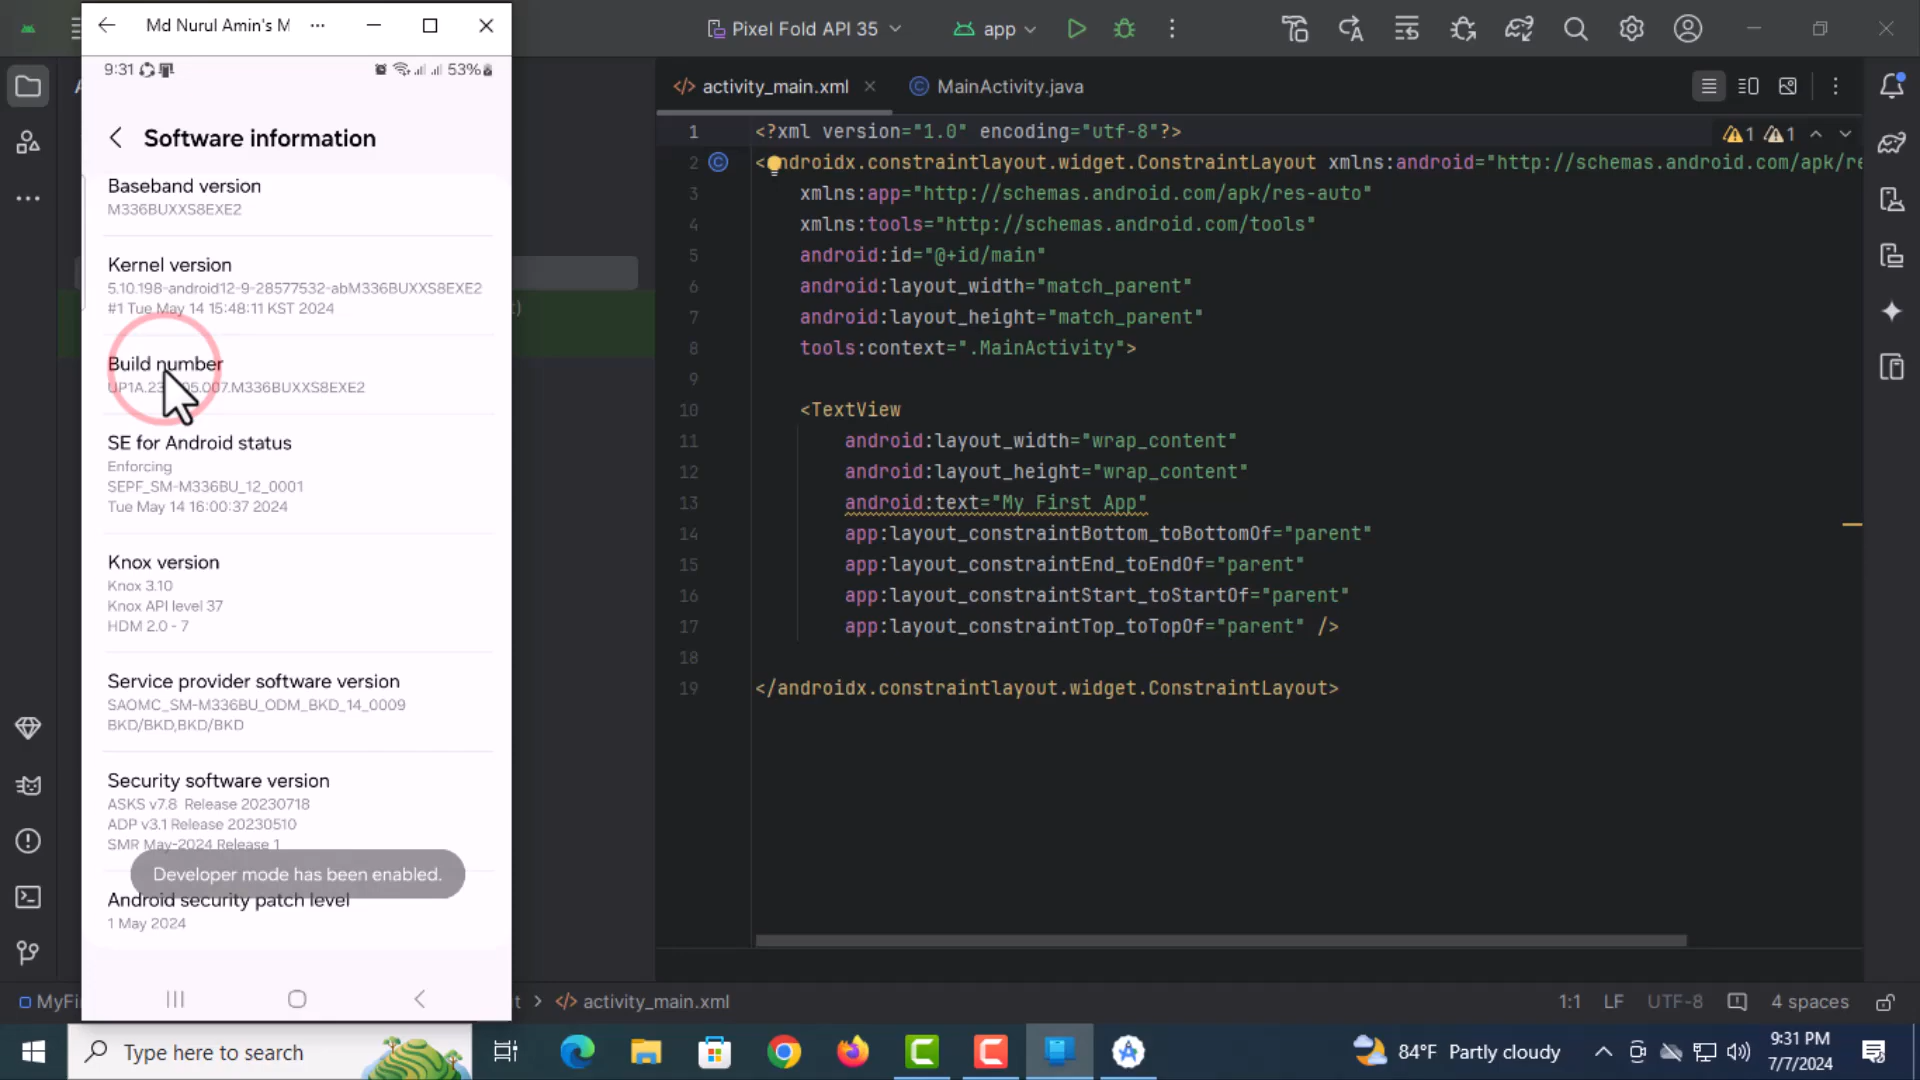 Md Nurul Amin's M
Pixel Fold API 35
app
9:31
53%
activity_main.xml
MainActivity.java
Software information
Baseband version
M336BUXXS8EXE2
Kernel version
5.10.198-android12-9-28577532-abM336BUXXS8EXE2
#1 Tue May 14 15:48:11 KST 2024
Build number
.007.M336BUXXS8EXE2
SE for Android status
Enforcing
SEPF_SM-M336BU_12_0001
Tue May 14 16:00:37 2024
Knox version
Knox 3.10
Knox API level 37
HDM 2.0 - 7
Service provider software version
SAOMC_SM-M336BU_ODM_BKD_14_0009
BKD/BKD,BKD/BKD
Security software version
ASKS v7.8 Release 20230718
ADP v3.1 Release 20230510
SMR May-2024 Release 1
Developer mode has been enabled.
Android security patch level
1 May 2024
1 <?xml version="1.0" encoding="utf-8"?>
1 1
2 ndroidx.constraintlayout.widget.ConstraintLayout xmlns:android="http://schemas.android.com/apk/re
3 xmlns:app="http://schemas.android.com/apk/res-auto"
4 xmlns:tools="http://schemas.android.com/tools"
5 android:id="@+id/main"
6 android:layout_width="match_parent"
7 android:layout_height="match_parent"
8 tools:context=".MainActivity">
9
10 <TextView
11 android:layout_width="wrap_content"
12 android:layout_height="wrap_content"
13 android:text="My First App"
14 app:layout_constraintBottom_toBottomOf="parent"
15 app:layout_constraintEnd_toEndOf="parent"
16 app:layout_constraintStart_toStartOf="parent"
17 app:layout_constraintTop_toTopOf="parent" />
18
19 </androidx.constraintlayout.widget.ConstraintLayout>
MyFi
t > activity_main.xml
1:1 LF UTF-8 4 spaces
Type here to search
84°F Partly cloudy
9:31 PM
7/7/2024